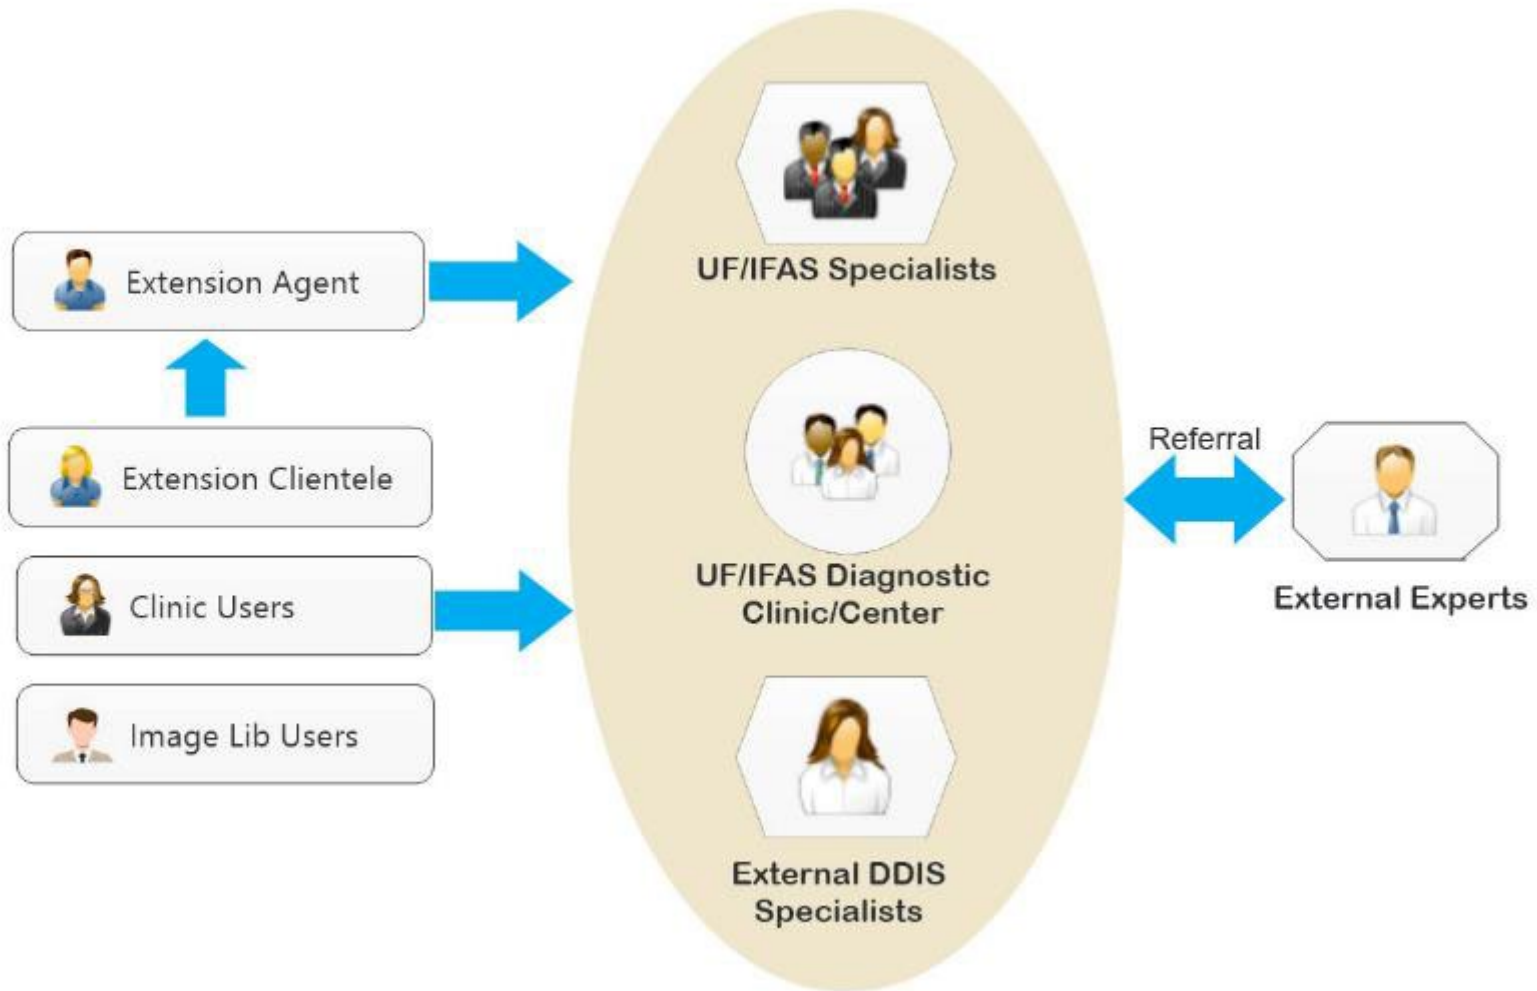 Extension Agent
Extension Clientele
Clinic Users
Image Lib Users
UF/IFAS Specialists
UF/IFAS Diagnostic
Clinic/Center
External DDIS
Specialists
Referral
External Experts